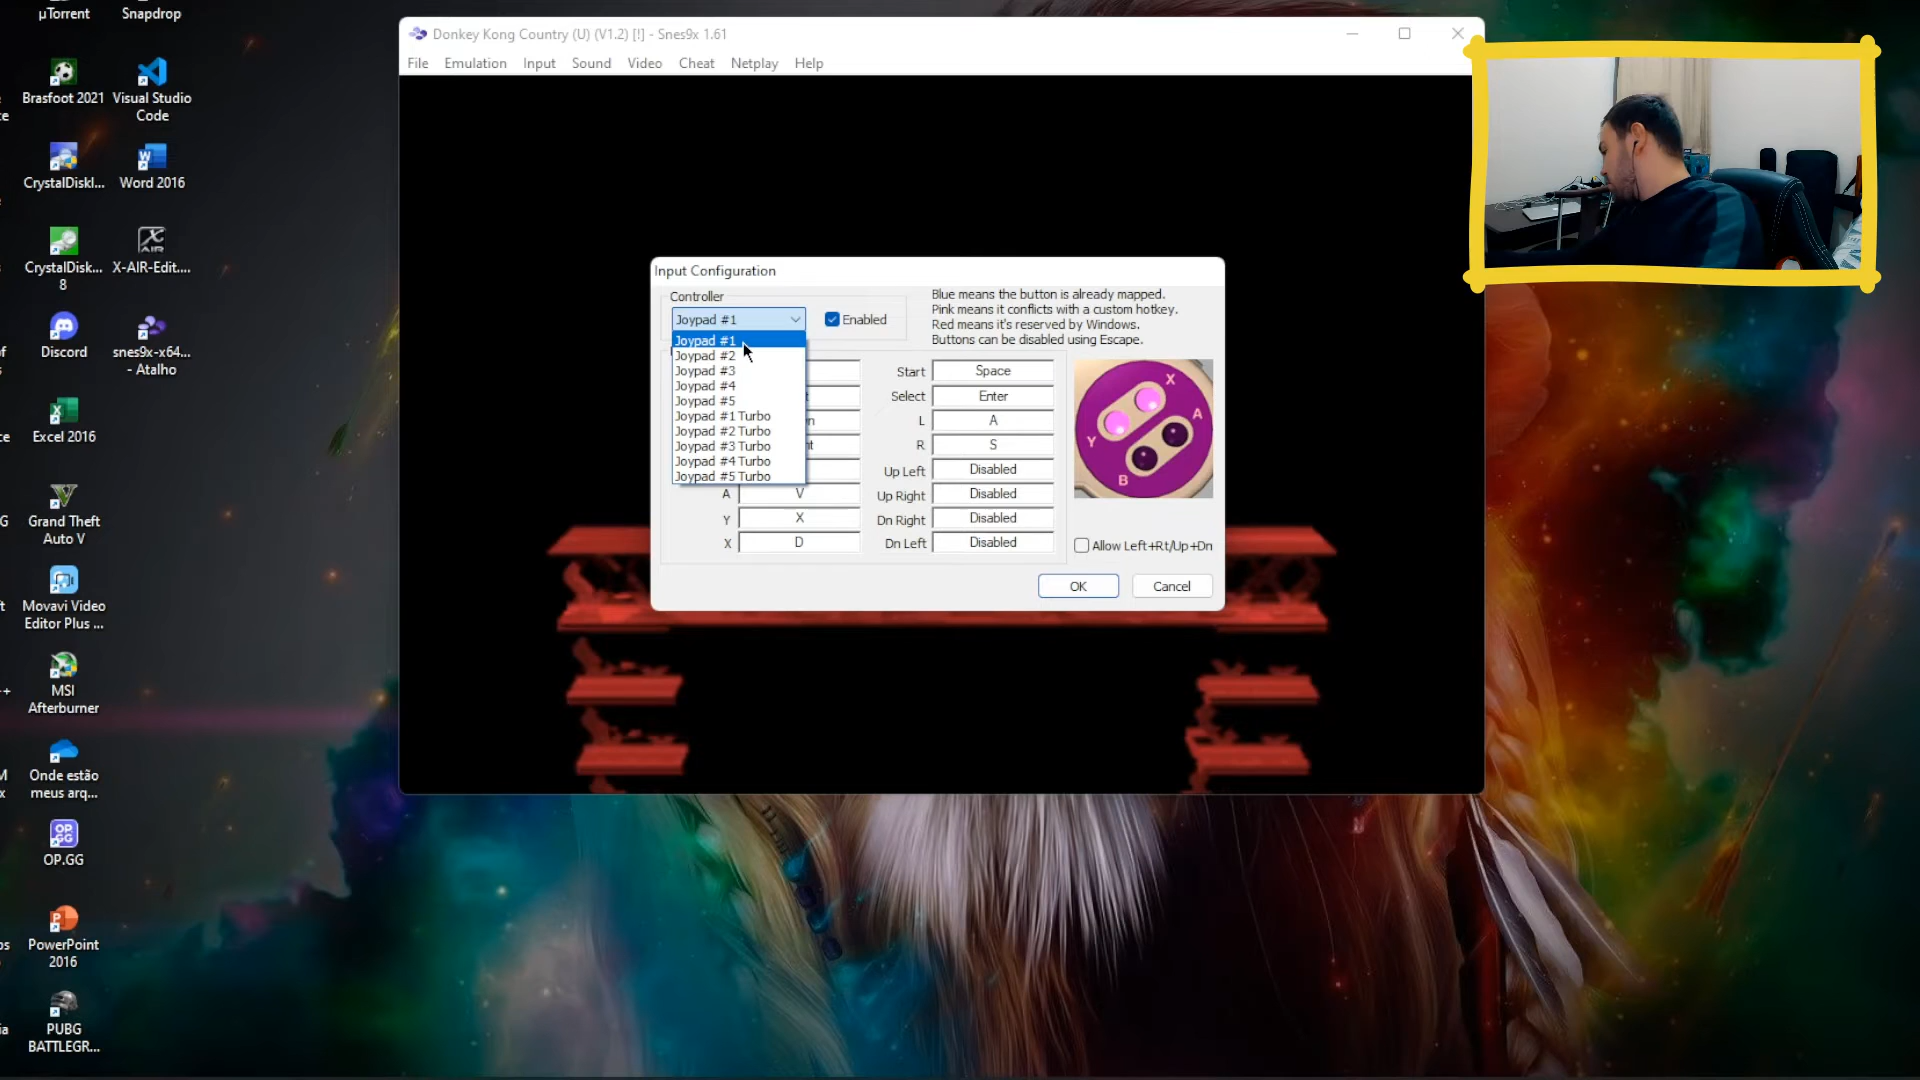 µTorrent
Snapdrop
Donkey Kong Country (U) (V1.2) [!] - Snes9x 1.61
File Emulation Input Sound Video Cheat Netplay Help
Brasfoot 2021
Visual Studio
Code
CrystalDiskI...
Word 2016
CrystalDisk...
8
X-AIR-Edit....
Discord
snes9x-x64...
- Atalho
Excel 2016
Grand Theft
Auto V
Movavi Video
Editor Plus ...
MSI
Afterburner
Onde estão
meus arq...
OP.GG
PowerPoint
2016
PUBG
BATTLEGR...
Input Configuration
Controller
Joypad #1
Enabled
Blue means the button is already mapped.
Pink means it conflicts with a custom hotkey.
Red means it's reserved by Windows.
Buttons can be disabled using Escape.
Joypad #1
Joypad #2
Joypad #3
Joypad #4
Joypad #5
Joypad #1 Turbo
Joypad #2 Turbo
Joypad #3 Turbo
Joypad #4 Turbo
Joypad #5 Turbo
A V
Y X
X D
Start Space
Select Enter
L A
R S
Up Left Disabled
Up Right Disabled
Dn Right Disabled
Dn Left Disabled
X
A
Y
B
Allow Left+Rt/Up+Dn
OK
Cancel